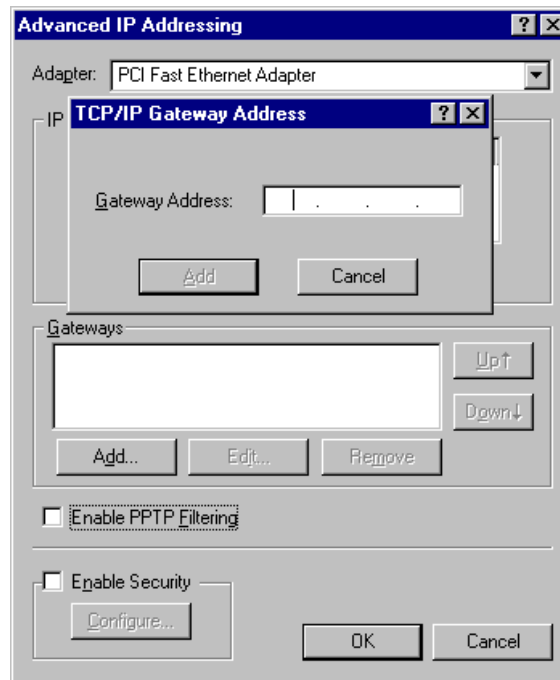 Advanced IP Addressing
Adapter: PCI Fast Ethernet Adapter
IP
TCP/IP Gateway Address
Gateway Address: . . .
Add Cancel
Gateways
Up↑
Down↓
Add... Edit... Remove
Enable PPTP Filtering
Enable Security
Configure...
OK Cancel